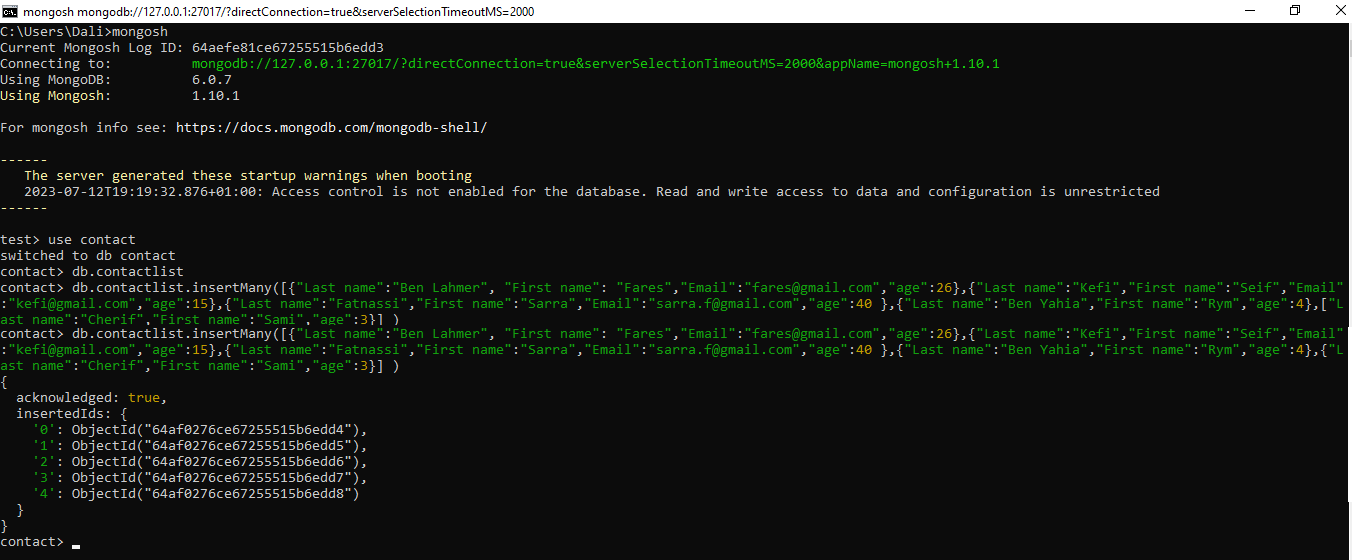 mongosh mongodb://127.0.0.1:27017/?directConnection=true&serverSelectionTimeoutMS=2000
C:\Users\Dali>mongosh
Current Mongosh Log ID: 64aefe81ce67255515b6edd3
Connecting to:          mongodb://127.0.0.1:27017/?directConnection=true&serverSelectionTimeoutMS=2000&appName=mongosh+1.10.1
Using MongoDB:          6.0.7
Using Mongosh:          1.10.1
For mongosh info see: https://docs.mongodb.com/mongodb-shell/
------
   The server generated these startup warnings when booting
   2023-07-12T19:19:32.876+01:00: Access control is not enabled for the database. Read and write access to data and configuration is unrestricted
------
test> use contact
switched to db contact
contact> db.contactlist
contact> db.contactlist.insertMany([{"Last name":"Ben Lahmer", "First name": "Fares","Email":"fares@gmail.com","age":26},{"Last name":"Kefi","First name":"Seif","Email"
:"kefi@gmail.com","age":15},{"Last name":"Fatnassi","First name":"Sarra","Email":"sarra.f@gmail.com","age":40 },{"Last name":"Ben Yahia","First name":"Rym","age":4},["L
ast name":"Cherif","First name":"Sami","age":3}] )
contact> db.contactlist.insertMany([{"Last name":"Ben Lahmer", "First name": "Fares","Email":"fares@gmail.com","age":26},{"Last name":"Kefi","First name":"Seif","Email"
:"kefi@gmail.com","age":15},{"Last name":"Fatnassi","First name":"Sarra","Email":"sarra.f@gmail.com","age":40 },{"Last name":"Ben Yahia","First name":"Rym","age":4},{"L
ast name":"Cherif","First name":"Sami","age":3}] )
{
  acknowledged: true,
  insertedIds: {
    '0': ObjectId("64af0276ce67255515b6edd4"),
    '1': ObjectId("64af0276ce67255515b6edd5"),
    '2': ObjectId("64af0276ce67255515b6edd6"),
    '3': ObjectId("64af0276ce67255515b6edd7"),
    '4': ObjectId("64af0276ce67255515b6edd8")
  }
}
contact>